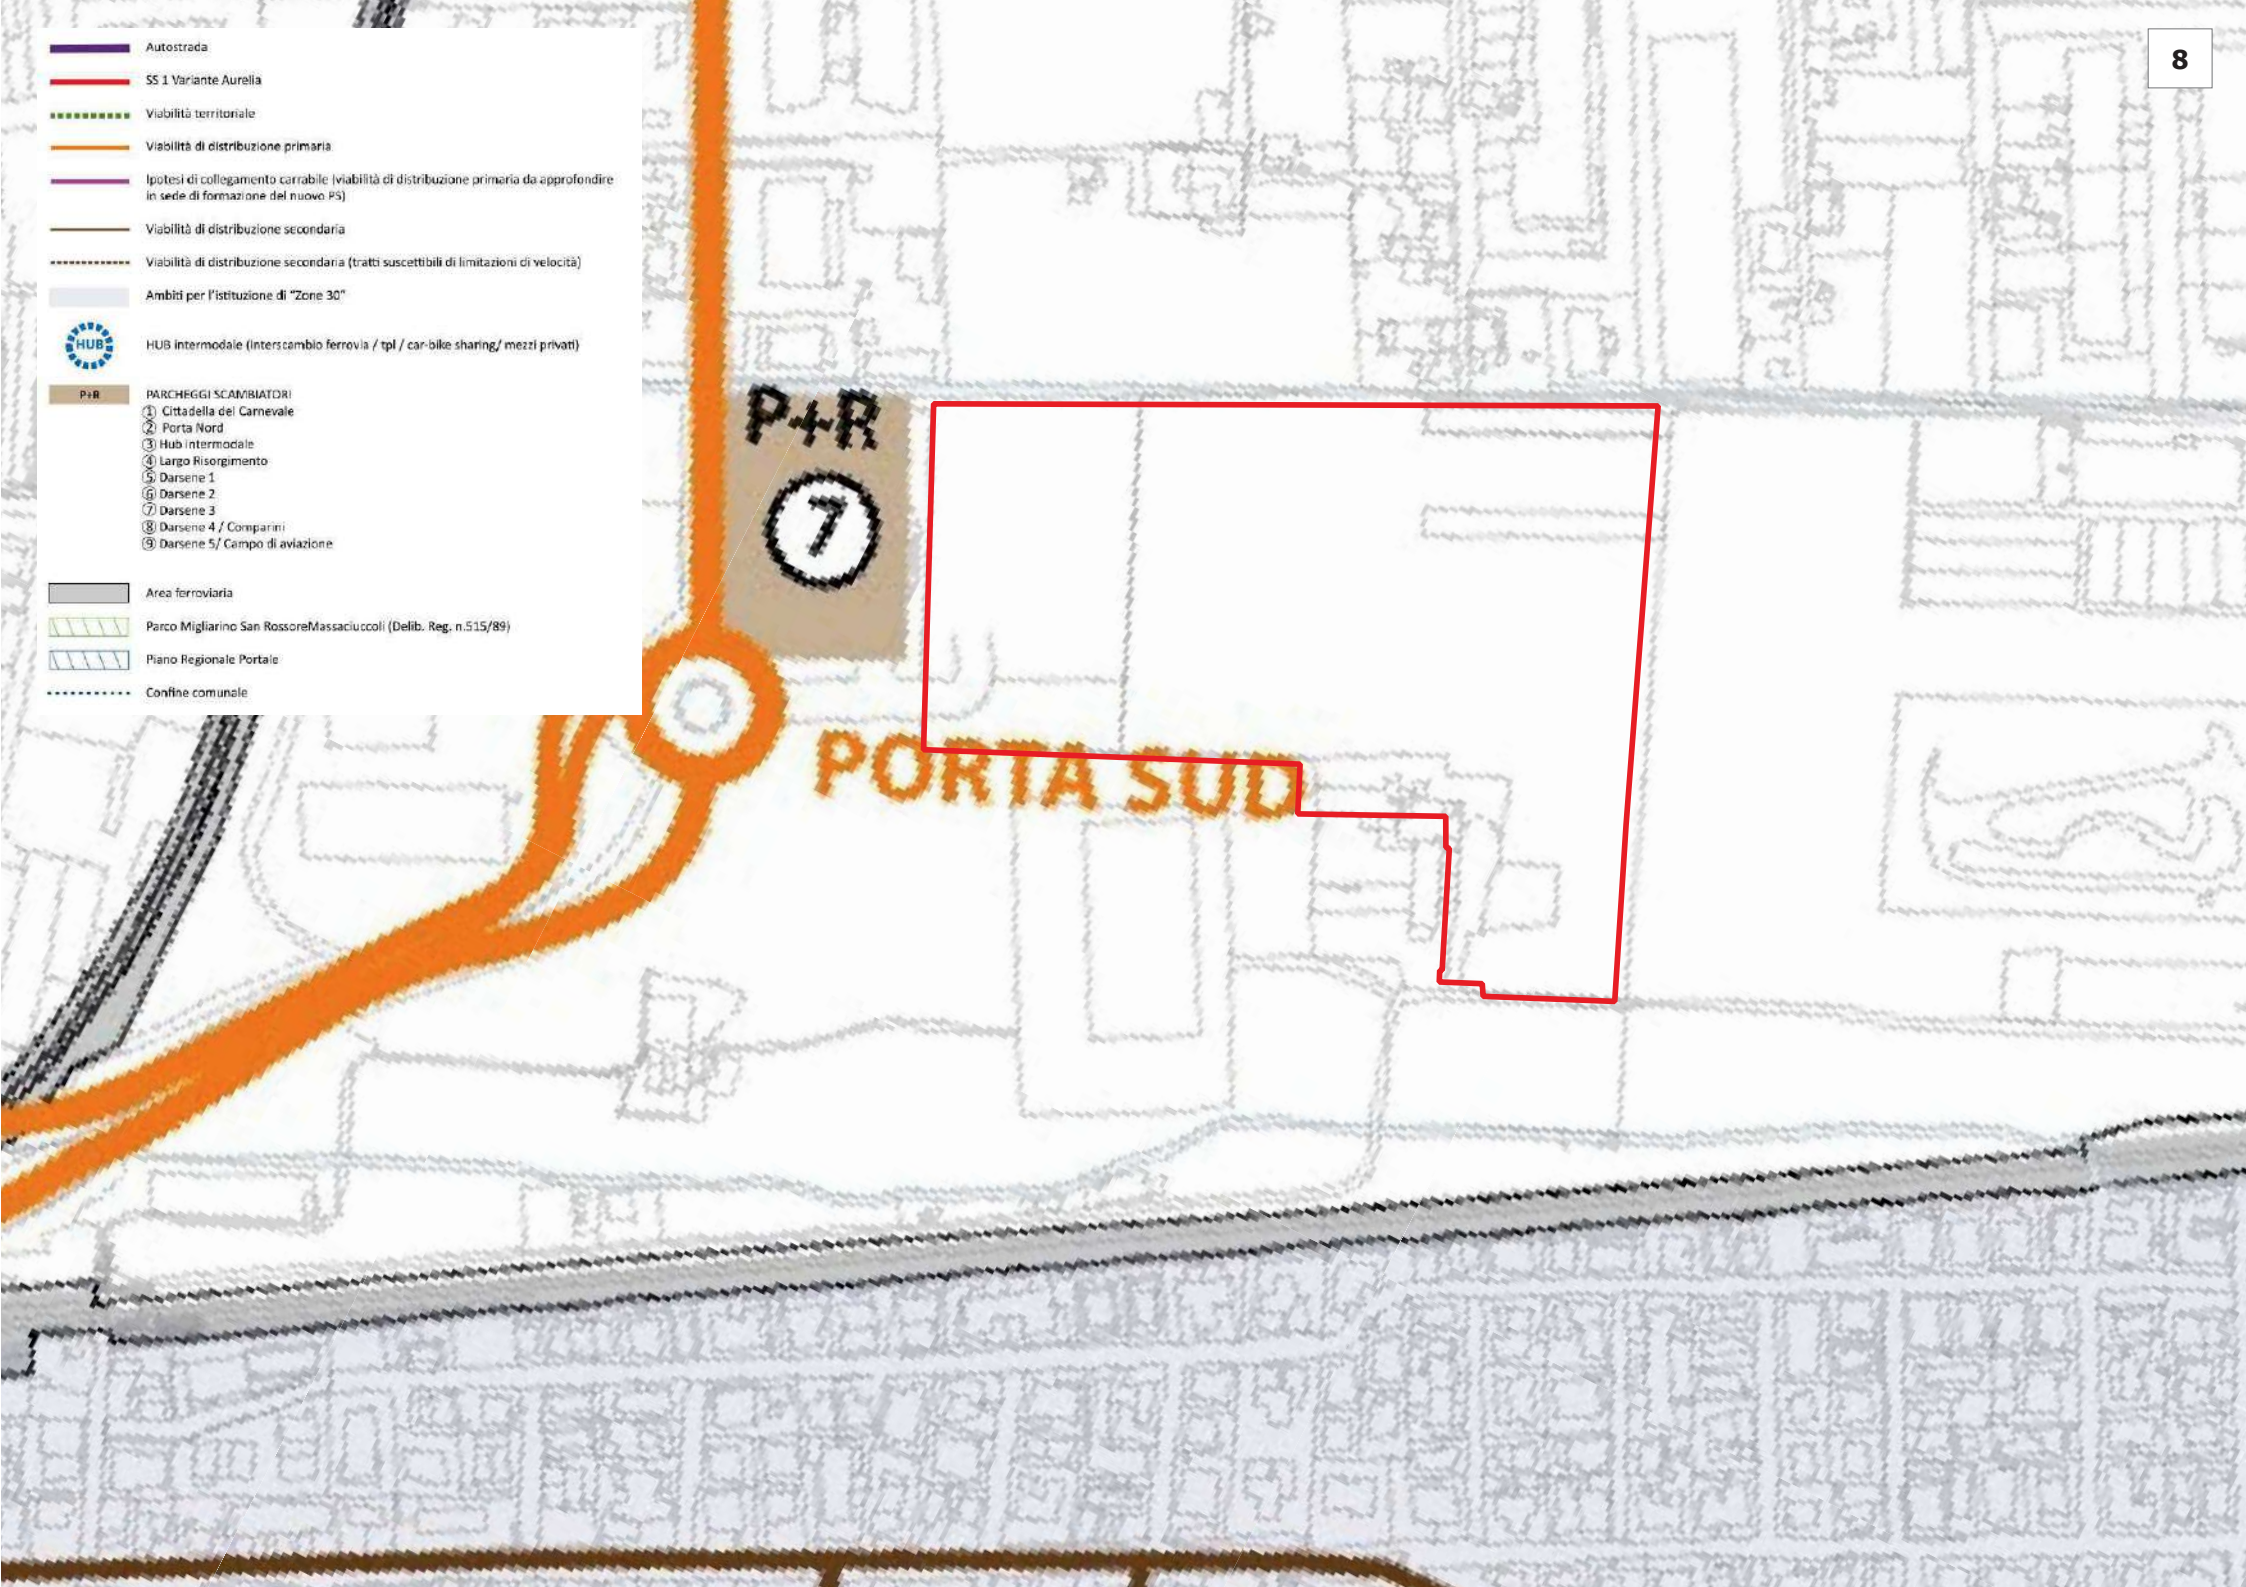 8
Autostrada
SS 1 Variante Aurelia
Viabilità territoriale
Viabilità di distribuzione primaria
Ipotesi di collegamento carrabile (viabilità di distribuzione primaria da approfondire
in sede di formazione del nuovo PS)
Viabilità di distribuzione secondaria
Viabilità di distribuzione secondaria (tratti suscettibili di limitazioni di velocità)
Ambiti per l'istituzione di "Zone 30"
HUB
HUB intermodale (interscambio ferrovia / tpl / car-bike sharing/ mezzi privati)
P+R PARCHEGGI SCAMBIATORI
1 Cittadella del Carnevale
2 Porta Nord
3 Hub intermodale
4 Largo Risorgimento
5 Darsene 1
6 Darsene 2
7 Darsene 3
8 Darsene 4 / Comparini
9 Darsene 5/ Campo di aviazione
Area ferroviaria
Parco Migliarino San RossoreMassaciuccoli (Delib. Reg. n.515/89)
Piano Regionale Portale
Confine comunale
P+R
7
PORTA SUD